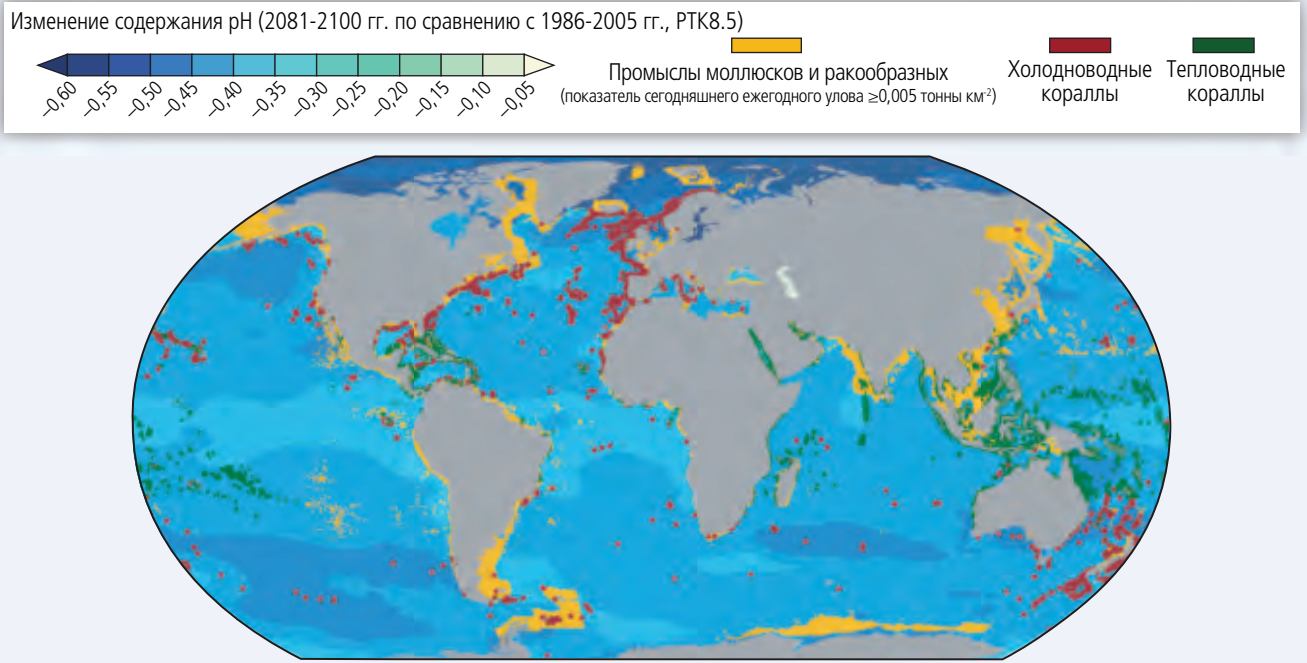 Изменение содержания pH (2081-2100 гг. по сравнению с 1986-2005 гг., РТК8.5)
–0,60 –0,55 –0,50 –0,45 –0,40 –0,35 –0,30 –0,25 –0,20 –0,15 –0,10 –0,05
Промыслы моллюсков и ракообразных
(показатель сегодняшнего ежегодного улова ≥0,005 тонны км-2)
Холодноводные
кораллы
Тепловодные
кораллы